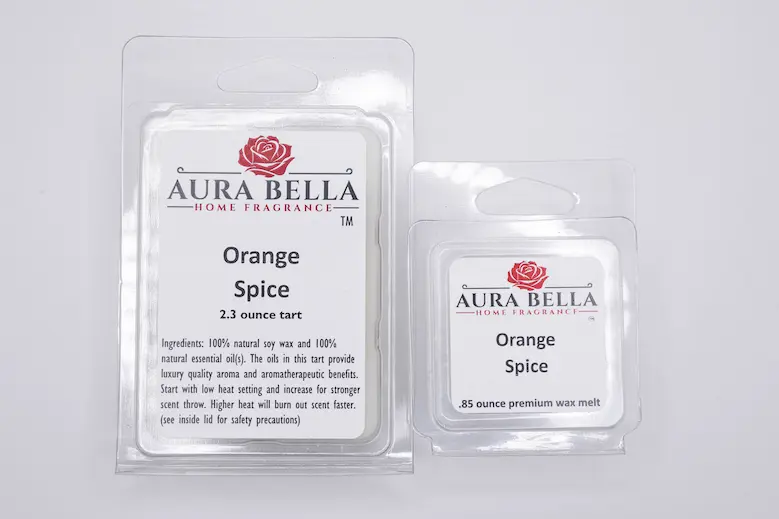 AURA BELLA
HOME FRAGRANCE
TM
Orange
Spice
2.3 ounce tart
Ingredients: 100% natural soy wax and 100%
natural essential oil(s). The oils in this tart provide
luxury quality aroma and aromatherapeutic benefits.
Start with low heat setting and increase for stronger
scent throw. Higher heat will burn out scent faster.
(see inside lid for safety precautions)
AURA BELLA
HOME FRAGRANCE
TM
Orange
Spice
.85 ounce premium wax melt